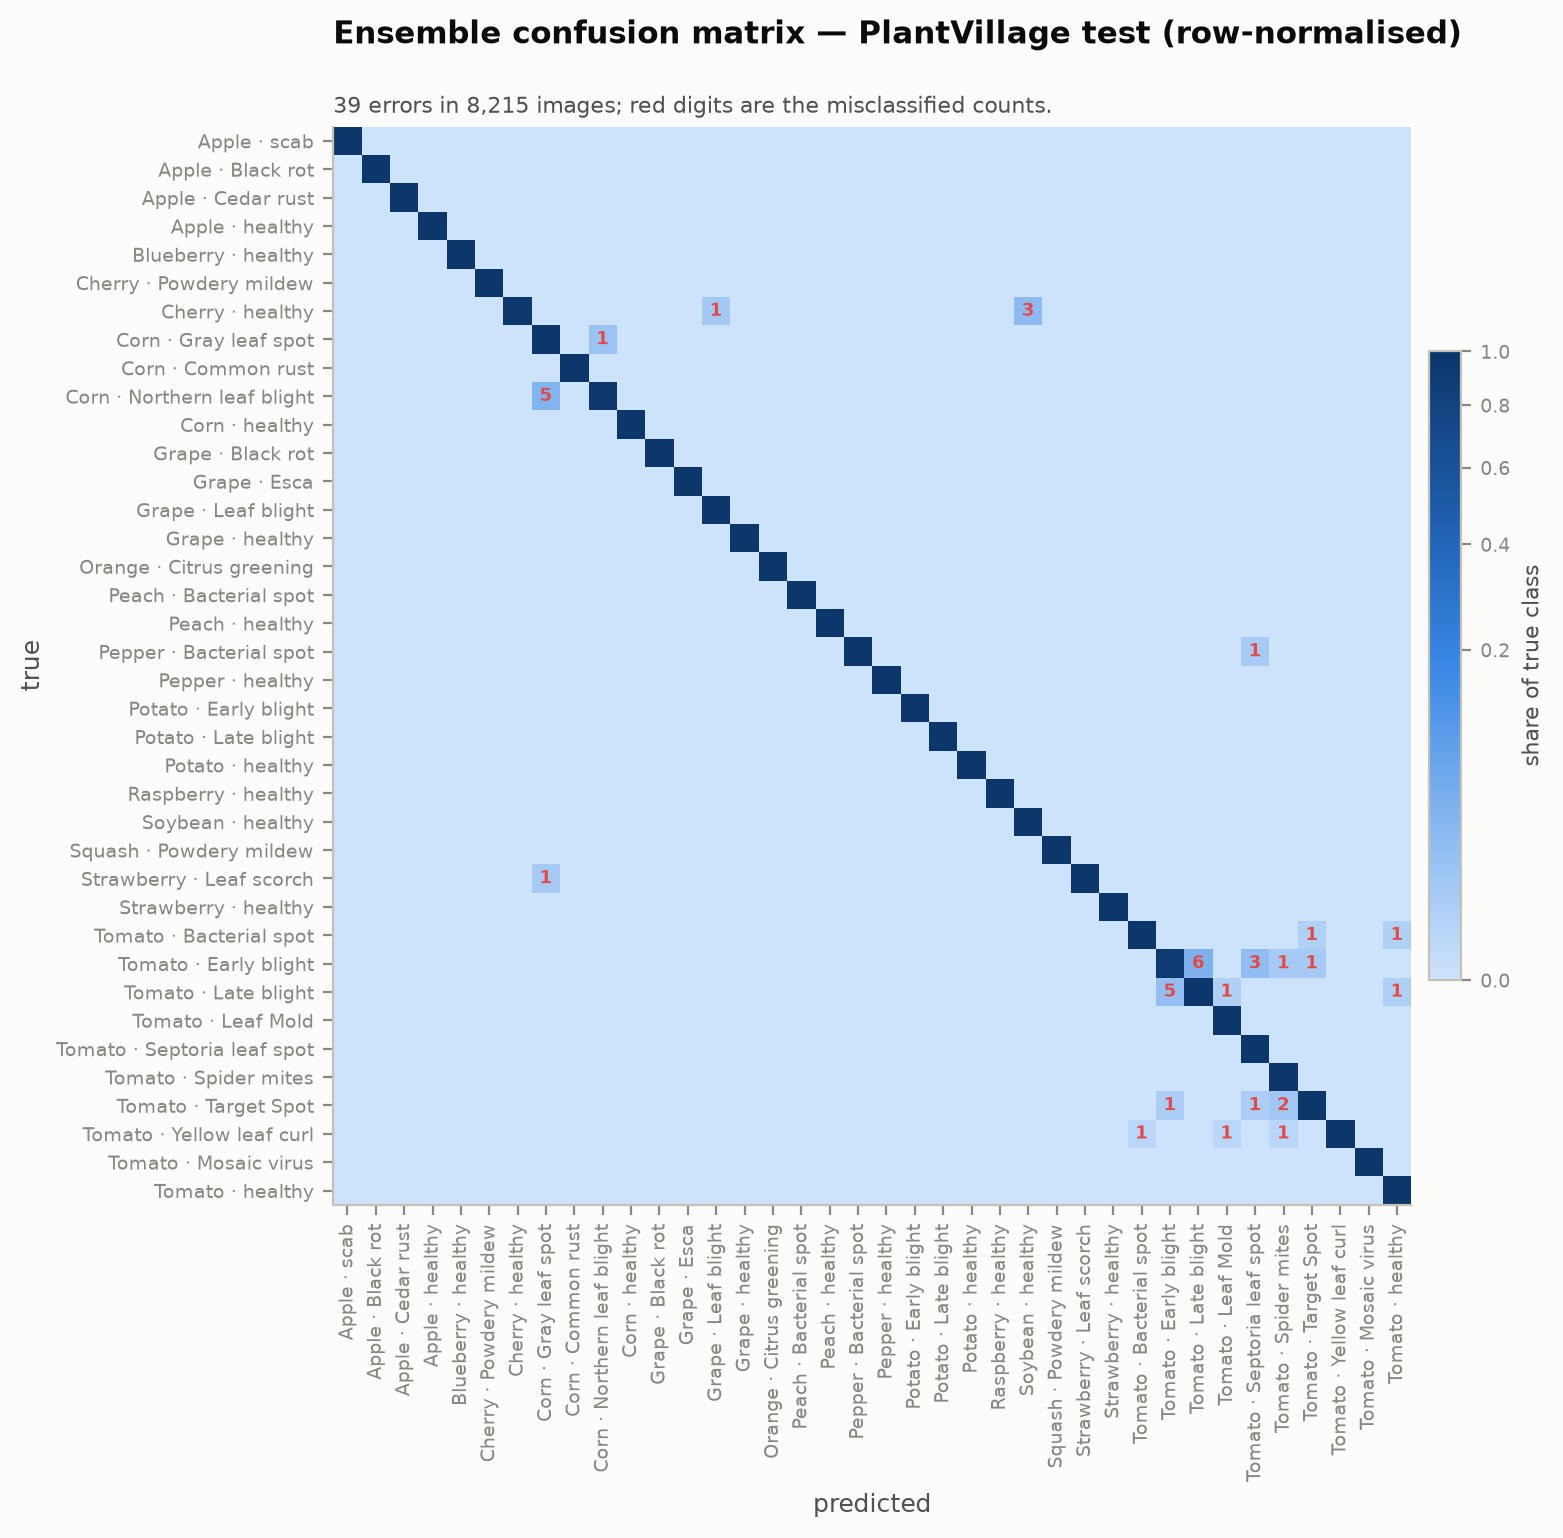 Ensemble confusion matrix — PlantVillage test (row-normalised)
39 errors in 8,215 images; red digits are the misclassified counts.
true
Apple · scab
Apple · Black rot
Apple · Cedar rust
Apple · healthy
Blueberry · healthy
Cherry · Powdery mildew
Cherry · healthy 1 3
Corn · Gray leaf spot 1
Corn · Common rust
Corn · Northern leaf blight 5
Corn · healthy
Grape · Black rot
Grape · Esca
Grape · Leaf blight
Grape · healthy
Orange · Citrus greening
Peach · Bacterial spot
Peach · healthy
Pepper · Bacterial spot 1
Pepper · healthy
Potato · Early blight
Potato · Late blight
Potato · healthy
Raspberry · healthy
Soybean · healthy
Squash · Powdery mildew
Strawberry · Leaf scorch 1
Strawberry · healthy
Tomato · Bacterial spot 1 1
Tomato · Early blight 6 3 1 1
Tomato · Late blight 5 1 1
Tomato · Leaf Mold
Tomato · Septoria leaf spot
Tomato · Spider mites
Tomato · Target Spot 1 1 2
Tomato · Yellow leaf curl 1 1 1
Tomato · Mosaic virus
Tomato · healthy
Apple · scab
Apple · Black rot
Apple · Cedar rust
Apple · healthy
Blueberry · healthy
Cherry · Powdery mildew
Cherry · healthy
Corn · Gray leaf spot
Corn · Common rust
Corn · Northern leaf blight
Corn · healthy
Grape · Black rot
Grape · Esca
Grape · Leaf blight
Grape · healthy
Orange · Citrus greening
Peach · Bacterial spot
Peach · healthy
Pepper · Bacterial spot
Pepper · healthy
Potato · Early blight
Potato · Late blight
Potato · healthy
Raspberry · healthy
Soybean · healthy
Squash · Powdery mildew
Strawberry · Leaf scorch
Strawberry · healthy
Tomato · Bacterial spot
Tomato · Early blight
Tomato · Late blight
Tomato · Leaf Mold
Tomato · Septoria leaf spot
Tomato · Spider mites
Tomato · Target Spot
Tomato · Yellow leaf curl
Tomato · Mosaic virus
Tomato · healthy
predicted
1.0
0.8
0.6
0.4
0.2
0.0
share of true class